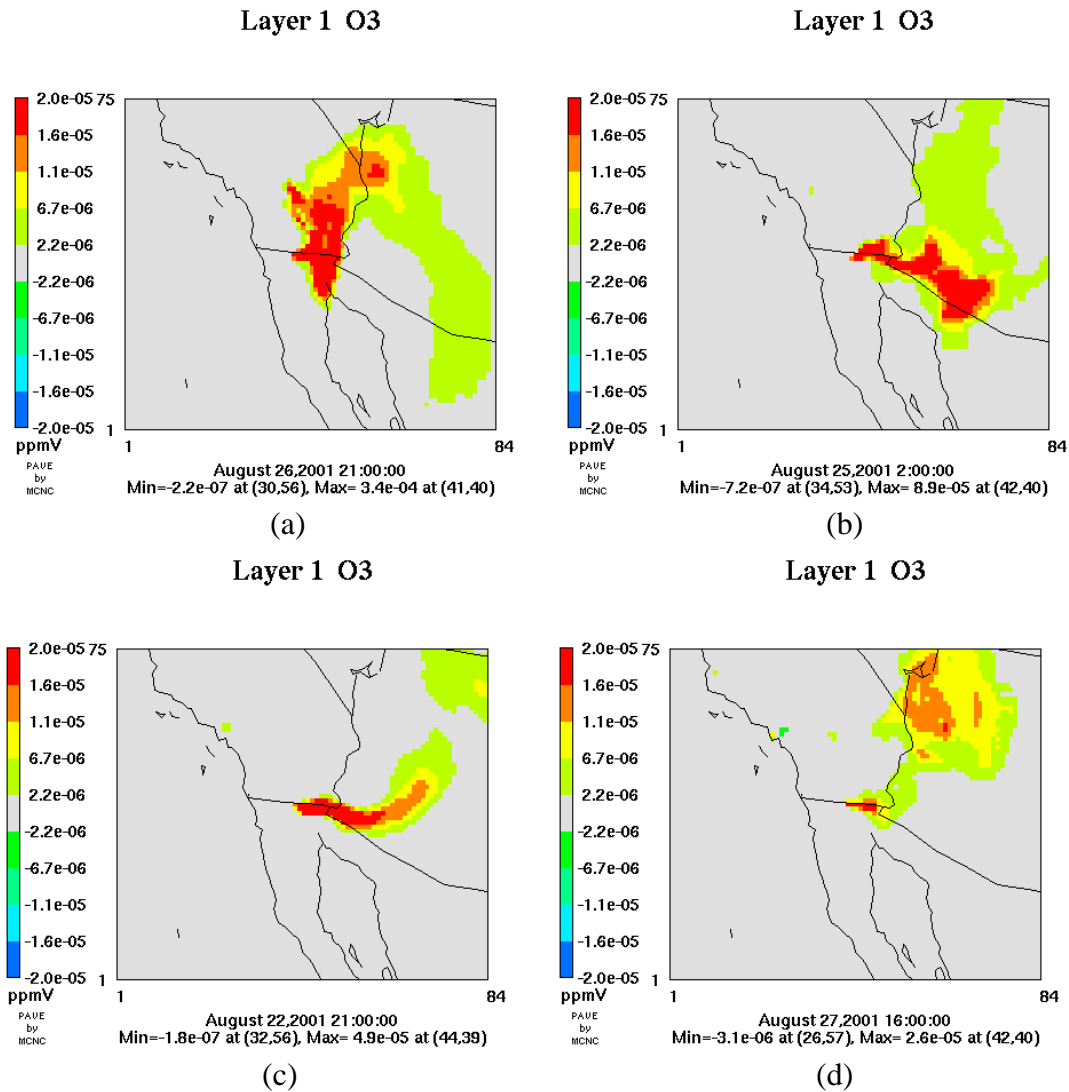 Layer 1 O3
2.0e-05
1.6e-05
1.1e-05
6.7e-06
2.2e-06
-2.2e-06
-6.7e-06
-1.1e-05
-1.6e-05
-2.0e-05
ppmV
PAVE
by
MCNC
75
1
1
84
August 26,2001 21:00:00
Min=-2.2e-07 at (30,56), Max= 3.4e-04 at (41,40)
(a)
Layer 1 O3
2.0e-05
1.6e-05
1.1e-05
6.7e-06
2.2e-06
-2.2e-06
-6.7e-06
-1.1e-05
-1.6e-05
-2.0e-05
ppmV
PAVE
by
MCNC
75
1
1
84
August 25,2001 2:00:00
Min=-7.2e-07 at (34,53), Max= 8.9e-05 at (42,40)
(b)
Layer 1 O3
2.0e-05
1.6e-05
1.1e-05
6.7e-06
2.2e-06
-2.2e-06
-6.7e-06
-1.1e-05
-1.6e-05
-2.0e-05
ppmV
PAVE
by
MCNC
75
1
1
84
August 22,2001 21:00:00
Min=-1.8e-07 at (32,56), Max= 4.9e-05 at (44,39)
(c)
Layer 1 O3
2.0e-05
1.6e-05
1.1e-05
6.7e-06
2.2e-06
-2.2e-06
-6.7e-06
-1.1e-05
-1.6e-05
-2.0e-05
ppmV
PAVE
by
MCNC
75
1
1
84
August 27,2001 16:00:00
Min=-3.1e-06 at (26,57), Max= 2.6e-05 at (42,40)
(d)